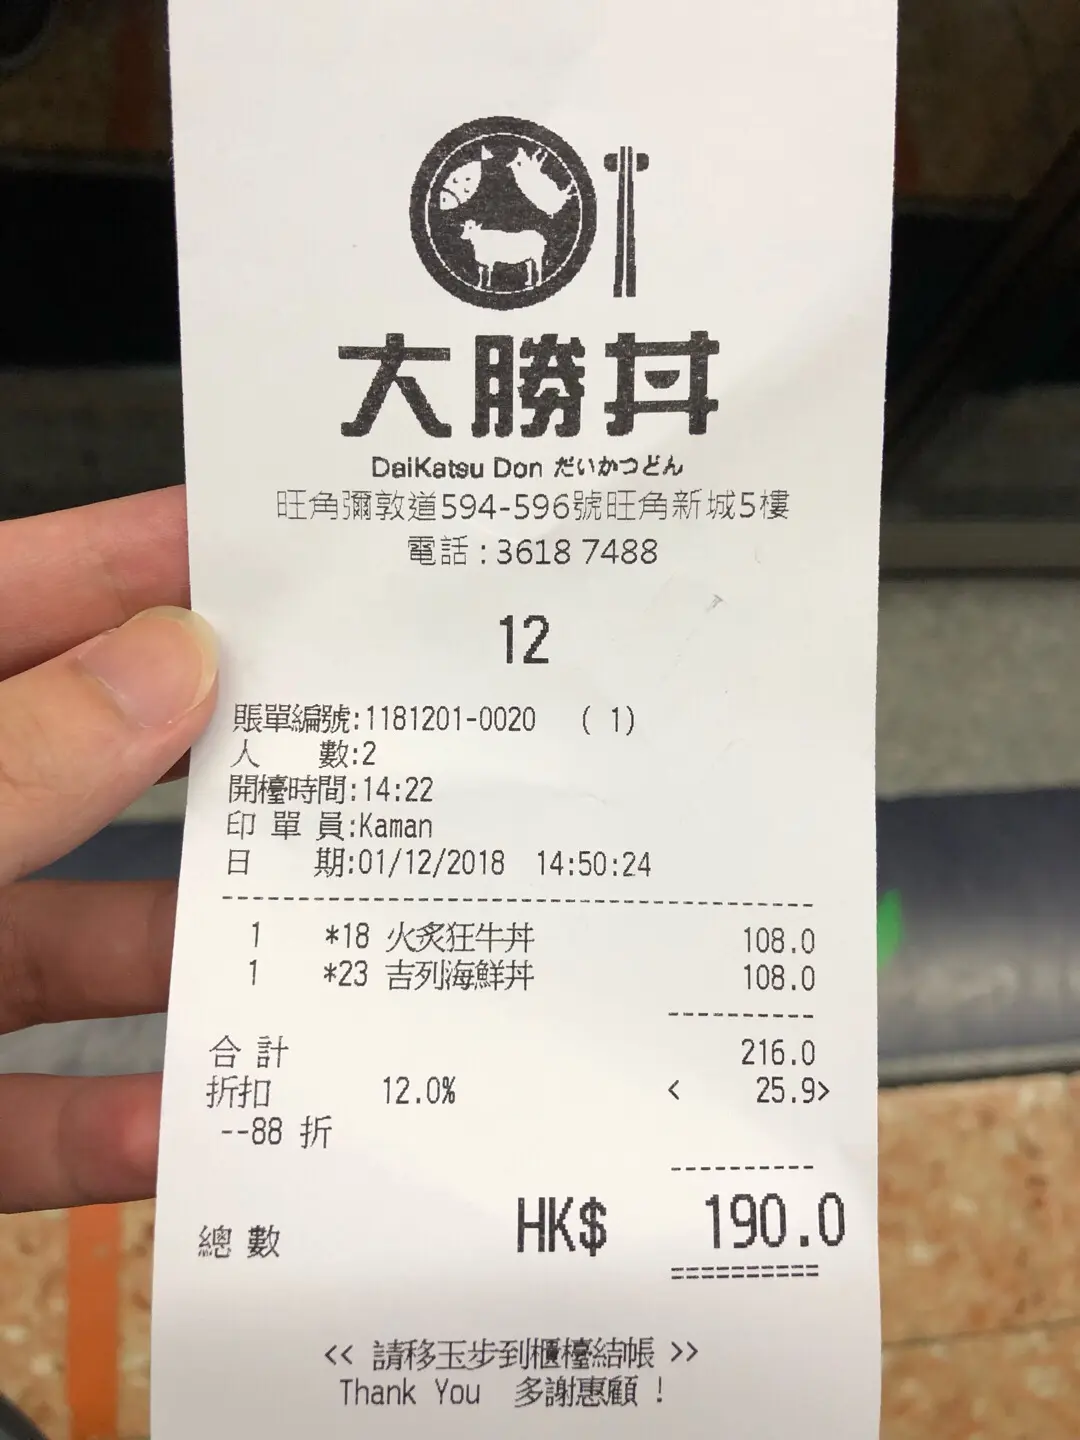 大勝丼
DaiKatsu Don だいかつどん
旺角彌敦道594-596號旺角新城5樓
電話 : 3618 7488
12
賬單編號:1181201-0020 ( 1)
人 數:2
開檯時間:14:22
印 單 員:Kaman
日 期:01/12/2018 14:50:24
1 *18 火炙狂牛丼 108.0
1 *23 吉列海鮮丼 108.0
合 計 216.0
折扣 12.0% < 25.9>
--88 折
總 數 HK$ 190.0
<< 請移玉步到櫃檯結帳 >>
Thank You 多謝惠顧 !